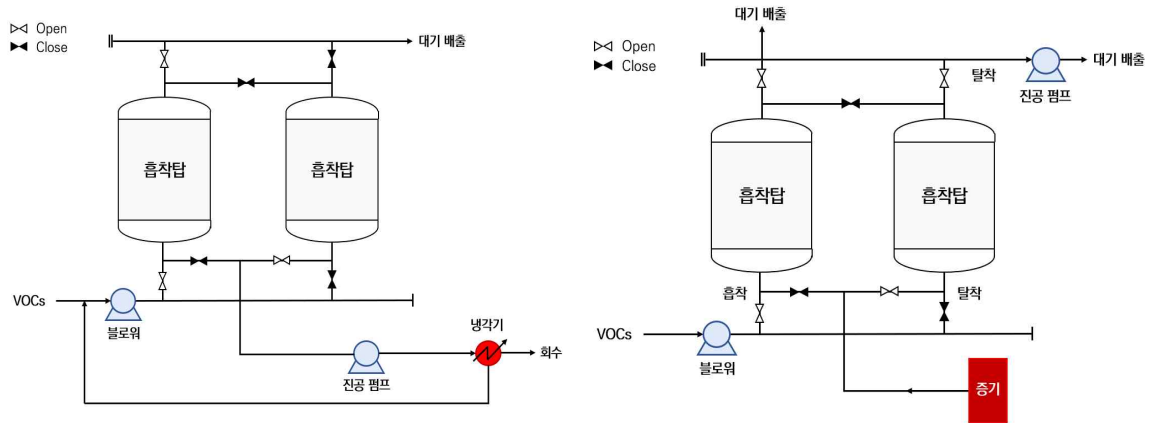 Open
Close
대기 배출
흡착탑
흡착탑
VOCs
블로워
진공 펌프
냉각기
회수
Open
Close
대기 배출
탈착
진공 펌프
대기 배출
흡착탑
흡착탑
흡착
탈착
VOCs
블로워
증기